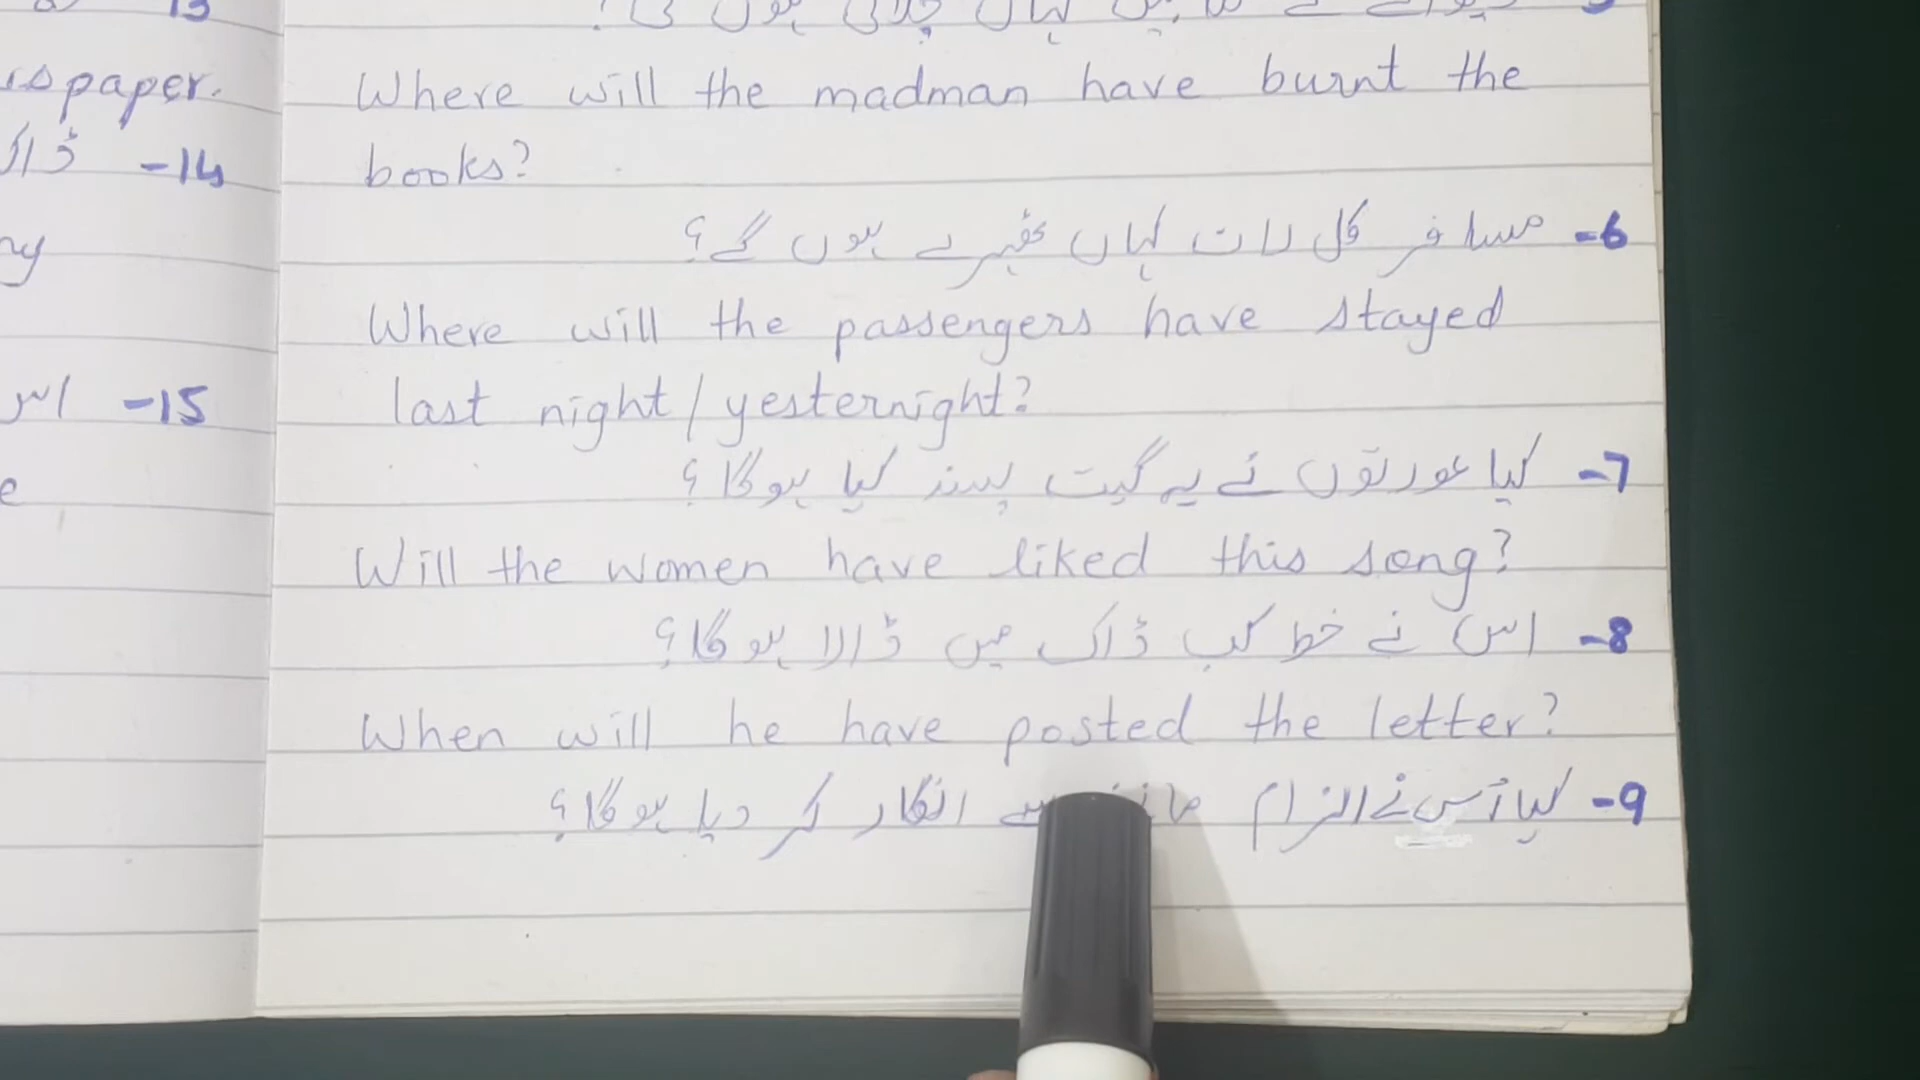 13
paper.
-14
-15
e
Where will the madman have burnt the
books?
6- مسافر کل رات کہاں ٹھہرے ہوں گے؟
Where will the passengers have stayed
last night/yesternight?
7- کیا عورتوں نے یہ گیت پسند کیا ہوگا؟
Will the women have liked this song?
8- اس نے خط کب ڈاک میں ڈالا ہوگا؟
When will he have posted the letter?
9- کیا اس نے الزام سے انکار کر دیا ہوگا؟